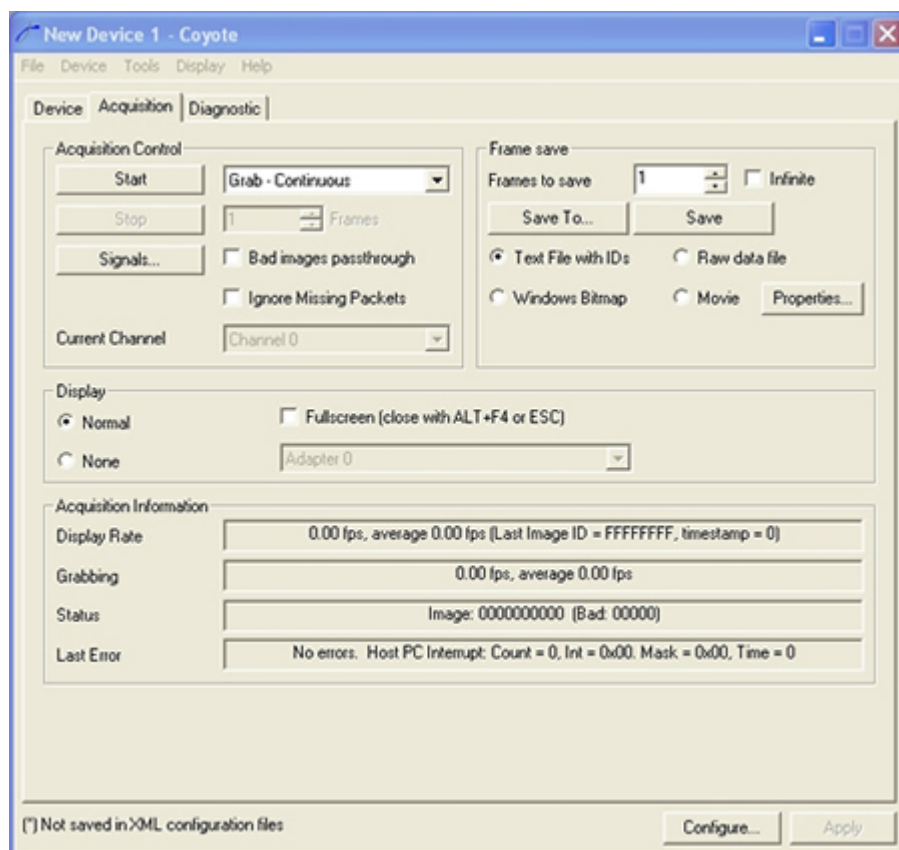 New Device 1 - Coyote
File Device Tools Display Help
Device Acquisition Diagnostic
Acquisition Control
Start Grab - Continuous
Stop 1 Frames
Signals... Bad images passthrough
Ignore Missing Packets
Current Channel Channel 0
Frame save
Frames to save 1 Infinite
Save To... Save
Text File with IDs Raw data file
Windows Bitmap Movie Properties...
Display
Normal Fullscreen (close with ALT+F4 or ESC)
None Adapter 0
Acquisition Information
Display Rate 0.00 fps, average 0.00 fps (Last Image ID = FFFFFFFF, timestamp = 0)
Grabbing 0.00 fps, average 0.00 fps
Status Image: 0000000000 (Bad: 00000)
Last Error No errors. Host PC Interrupt: Count = 0, Int = 0x00. Mask = 0x00, Time = 0
(*) Not saved in XML configuration files
Configure... Apply